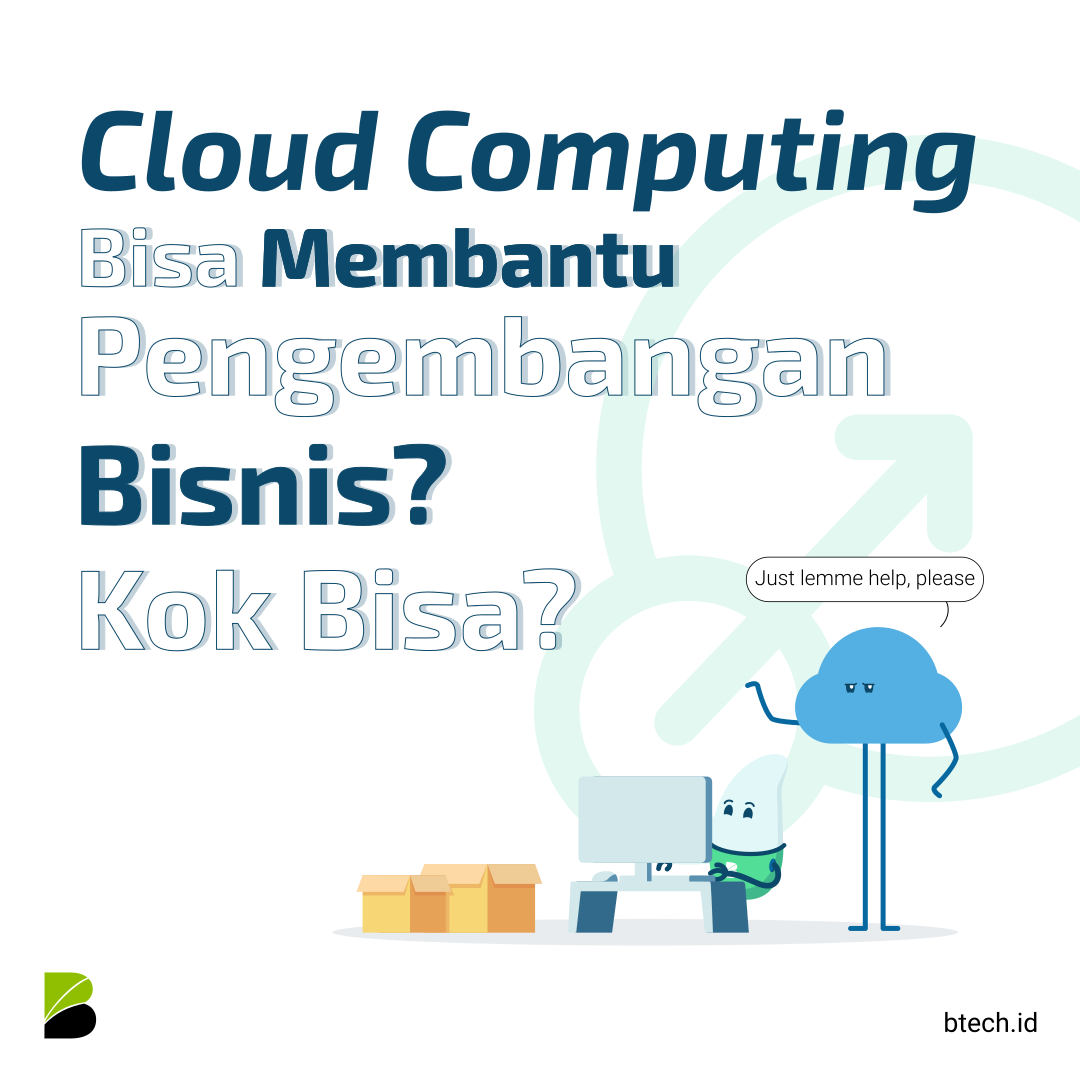 Cloud Computing
Bisa Membantu
Pengembangan
Bisnis?
Kok Bisa?
Just lemme help, please
btech.id